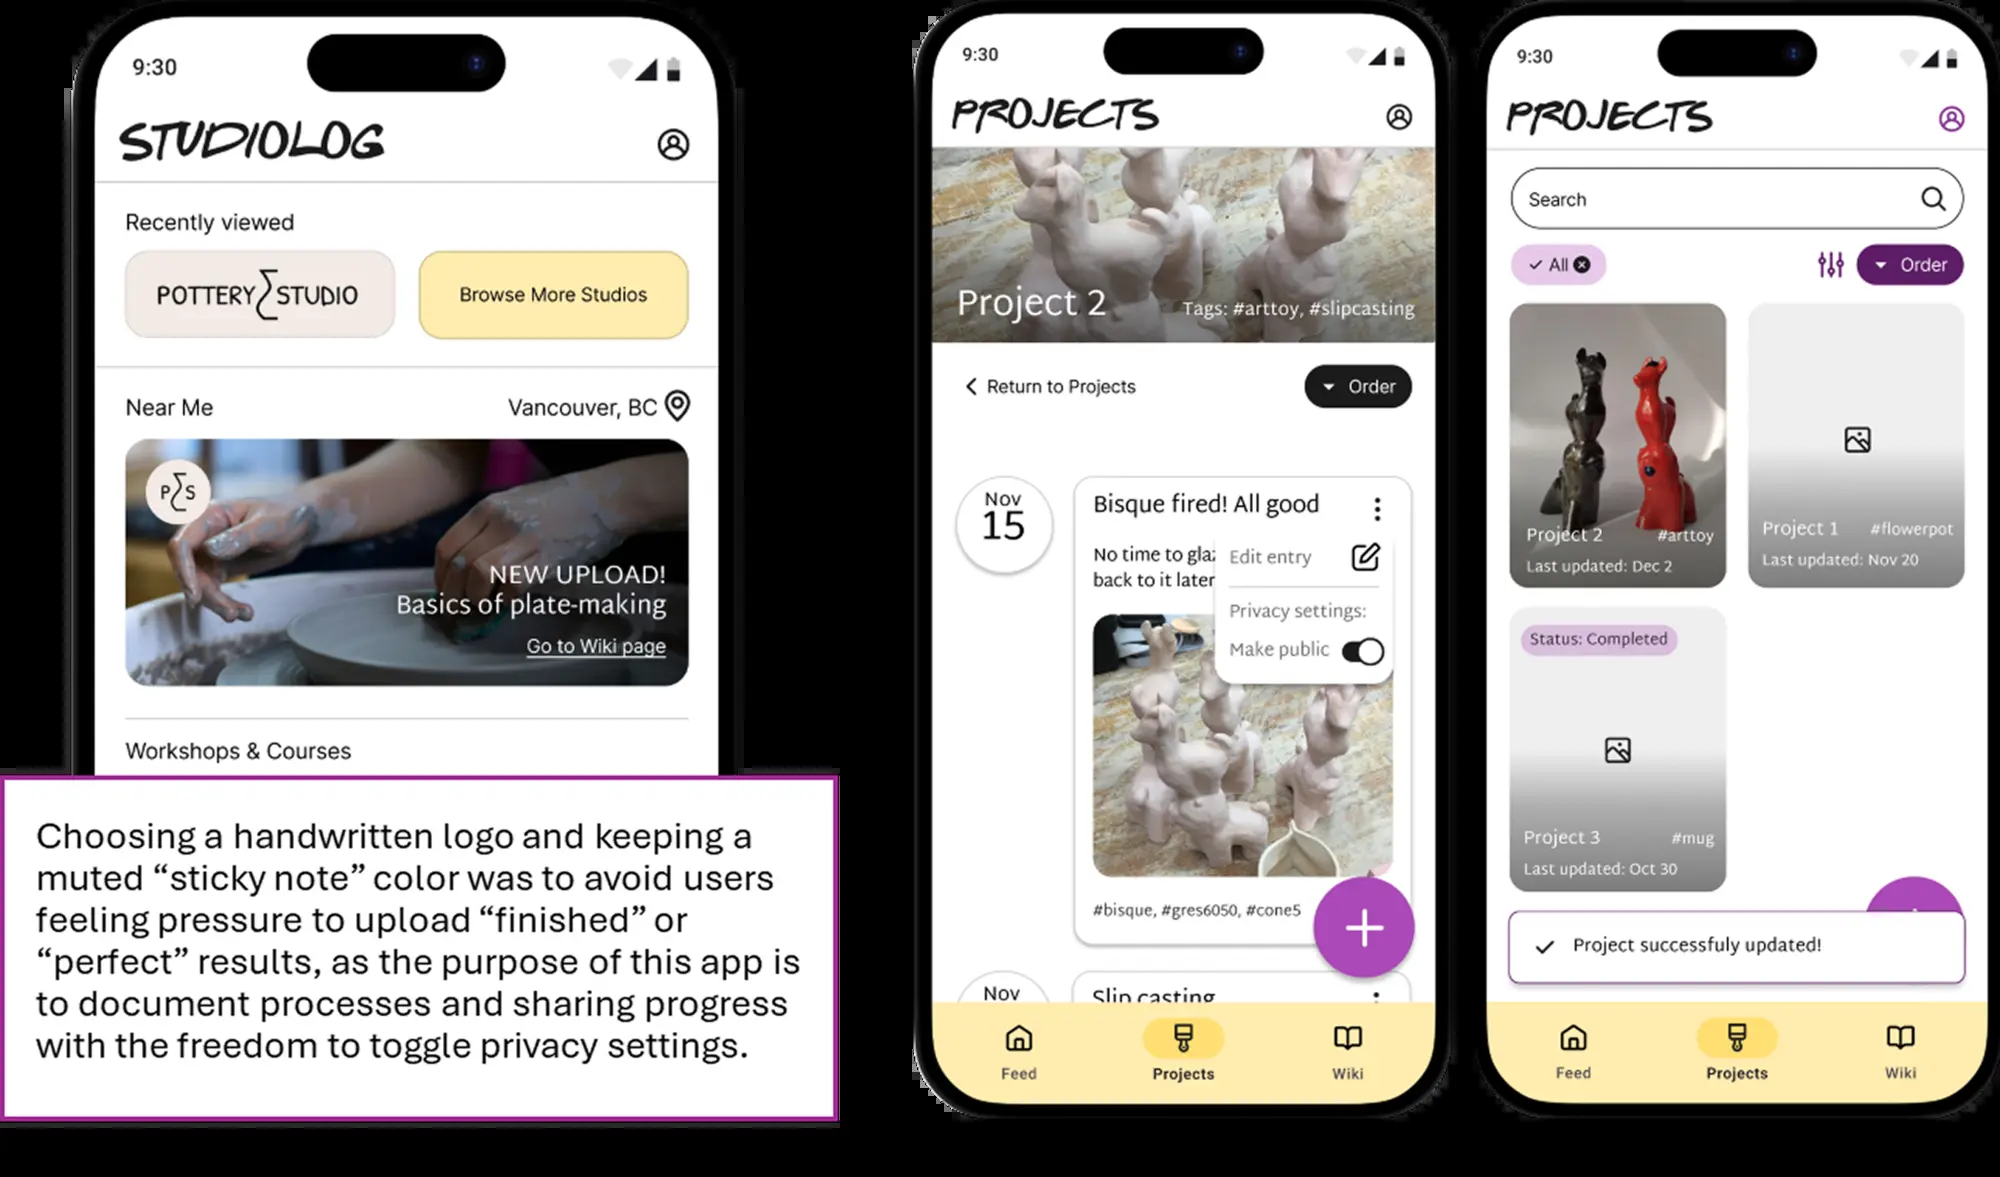 9:30
STUDIOLOG
Recently viewed
POTTERY STUDIO
Browse More Studios
Near Me
Vancouver, BC
P S
NEW UPLOAD!
Basics of plate-making
Go to Wiki page
Workshops & Courses
Choosing a handwritten logo and keeping a
muted “sticky note” color was to avoid users
feeling pressure to upload “finished” or
“perfect” results, as the purpose of this app is
to document processes and sharing progress
with the freedom to toggle privacy settings.
9:30
PROJECTS
Project 2
Tags: #arttoy, #slipcasting
Return to Projects
Order
Nov
15
Bisque fired! All good
No time to glaz
back to it later
Edit entry
Privacy settings:
Make public
#bisque, #gres6050, #cone5
Nov
Slip casting
Feed
Projects
Wiki
9:30
PROJECTS
Search
All
Order
Project 2
#arttoy
Last updated: Dec 2
Project 1
#flowerpot
Last updated: Nov 20
Status: Completed
Project 3
#mug
Last updated: Oct 30
Project successfuly updated!
Feed
Projects
Wiki